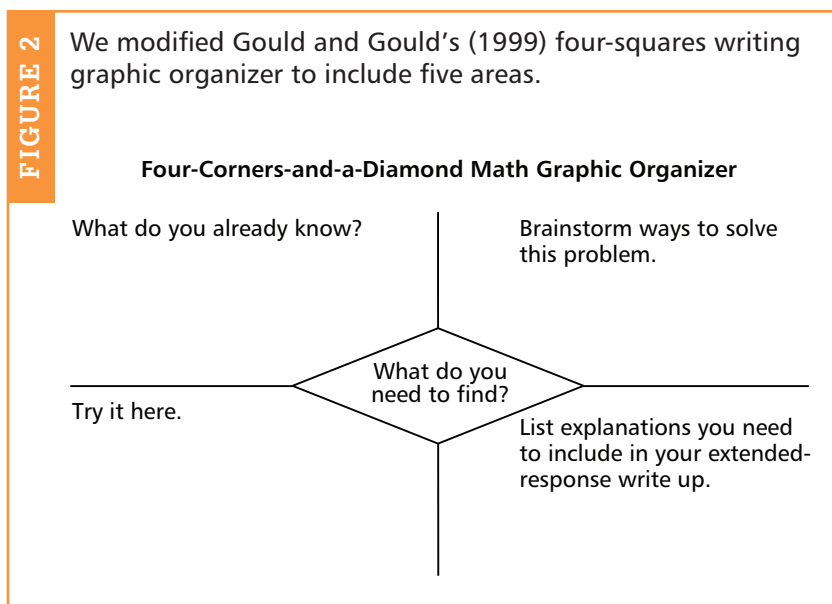 FIGURE 2
We modified Gould and Gould’s (1999) four-squares writing
graphic organizer to include five areas.
Four-Corners-and-a-Diamond Math Graphic Organizer
What do you already know?
Brainstorm ways to solve
this problem.
What do you
need to find?
Try it here.
List explanations you need
to include in your extended-
response write up.